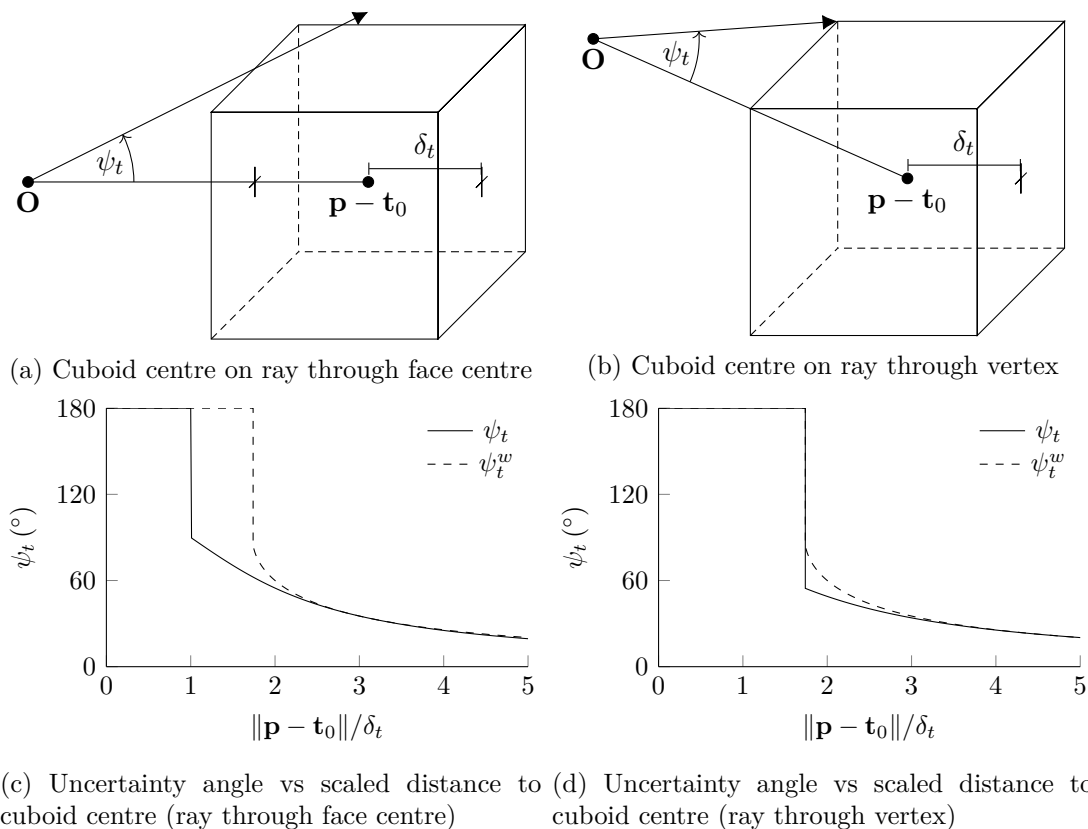 ψt
O
δt
p − t0
ψt
O
δt
p − t0
(a) Cuboid centre on ray through face centre
(b) Cuboid centre on ray through vertex
180
120
60
0
0 1 2 3 4 5
ψt (°)
‖p − t0‖/δt
ψt
ψt^w
180
120
60
0
0 1 2 3 4 5
ψt (°)
‖p − t0‖/δt
ψt
ψt^w
(c) Uncertainty angle vs scaled distance to
cuboid centre (ray through face centre)
(d) Uncertainty angle vs scaled distance to
cuboid centre (ray through vertex)